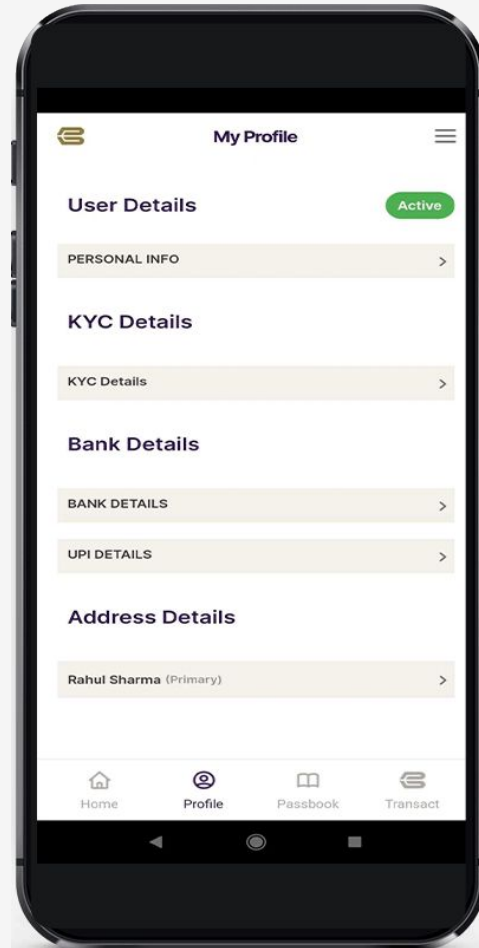 My Profile
User Details
Active
PERSONAL INFO
KYC Details
KYC Details
Bank Details
BANK DETAILS
UPI DETAILS
Address Details
Rahul Sharma (Primary)
Home Profile Passbook Transact